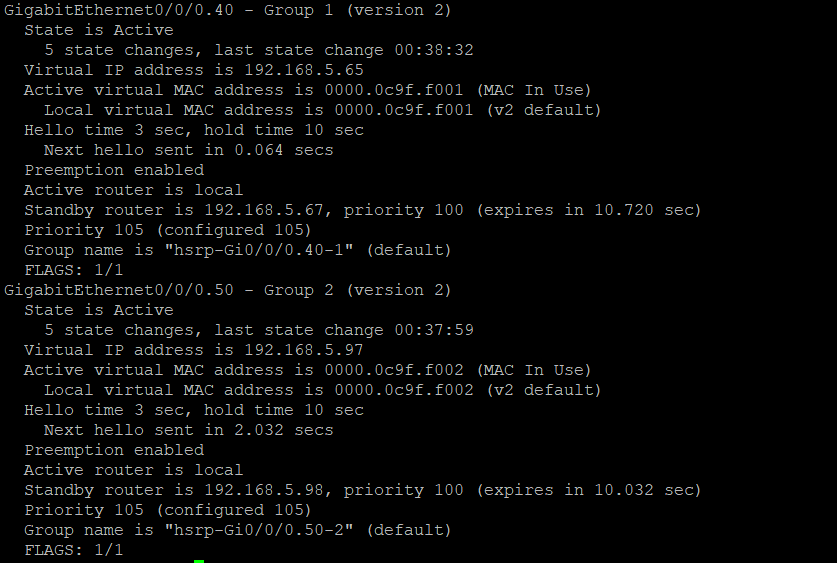 GigabitEthernet0/0/0.40 - Group 1 (version 2)
  State is Active
    5 state changes, last state change 00:38:32
  Virtual IP address is 192.168.5.65
  Active virtual MAC address is 0000.0c9f.f001 (MAC In Use)
    Local virtual MAC address is 0000.0c9f.f001 (v2 default)
  Hello time 3 sec, hold time 10 sec
    Next hello sent in 0.064 secs
  Preemption enabled
  Active router is local
  Standby router is 192.168.5.67, priority 100 (expires in 10.720 sec)
  Priority 105 (configured 105)
  Group name is "hsrp-Gi0/0/0.40-1" (default)
  FLAGS: 1/1
GigabitEthernet0/0/0.50 - Group 2 (version 2)
  State is Active
    5 state changes, last state change 00:37:59
  Virtual IP address is 192.168.5.97
  Active virtual MAC address is 0000.0c9f.f002 (MAC In Use)
    Local virtual MAC address is 0000.0c9f.f002 (v2 default)
  Hello time 3 sec, hold time 10 sec
    Next hello sent in 2.032 secs
  Preemption enabled
  Active router is local
  Standby router is 192.168.5.98, priority 100 (expires in 10.032 sec)
  Priority 105 (configured 105)
  Group name is "hsrp-Gi0/0/0.50-2" (default)
  FLAGS: 1/1